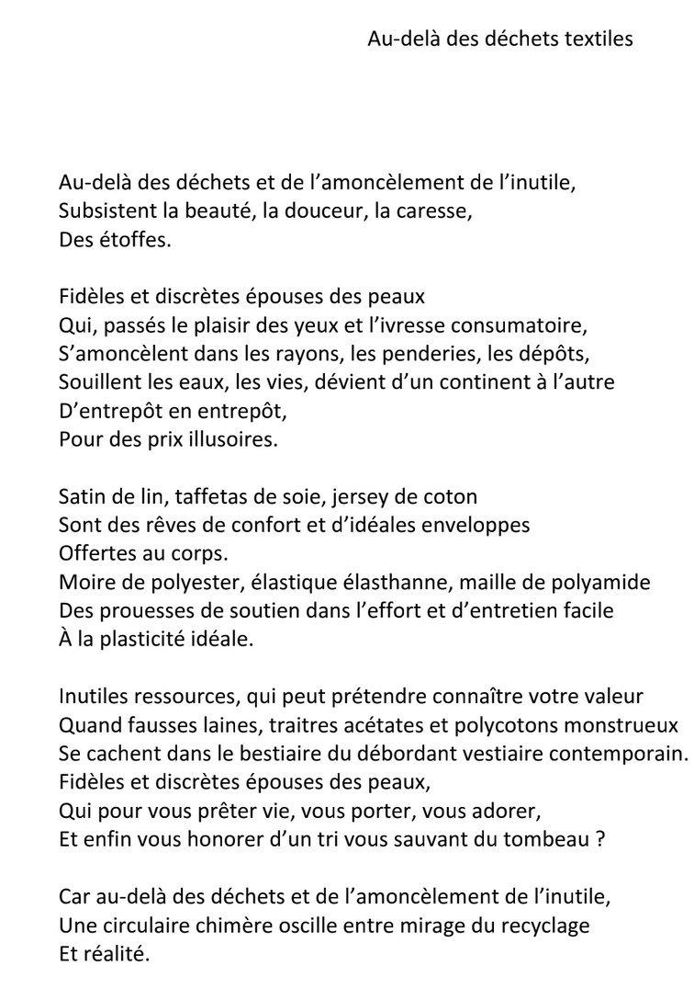 Au-delà des déchets textiles
Au-delà des déchets et de l’amoncèlement de l’inutile,
Subsistent la beauté, la douceur, la caresse,
Des étoffes.
Fidèles et discrètes épouses des peaux
Qui, passés le plaisir des yeux et l’ivresse consumatoire,
S’amoncèlent dans les rayons, les penderies, les dépôts,
Souillent les eaux, les vies, dévient d’un continent à l’autre
D’entrepôt en entrepôt,
Pour des prix illusoires.
Satin de lin, taffetas de soie, jersey de coton
Sont des rêves de confort et d’idéales enveloppes
Offertes au corps.
Moire de polyester, élastique élasthanne, maille de polyamide
Des prouesses de soutien dans l’effort et d’entretien facile
À la plasticité idéale.
Inutiles ressources, qui peut prétendre connaître votre valeur
Quand fausses laines, traitres acétates et polycotons monstrueux
Se cachent dans le bestiaire du débordant vestiaire contemporain.
Fidèles et discrètes épouses des peaux,
Qui pour vous prêter vie, vous porter, vous adorer,
Et enfin vous honorer d’un tri vous sauvant du tombeau ?
Car au-delà des déchets et de l’amoncèlement de l’inutile,
Une circulaire chimère oscille entre mirage du recyclage
Et réalité.